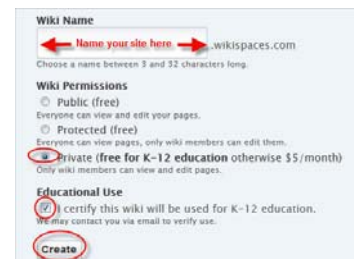 Wiki Name
Name your site here .wikispaces.com
Choose a name between 3 and 32 characters long.
Wiki Permissions
Public (free)
Everyone can view and edit your pages.
Protected (free)
Everyone can view pages, only wiki members can edit them.
Private (free for K-12 education otherwise $5/month)
Only wiki members can view and edit pages.
Educational Use
I certify this wiki will be used for K-12 education.
We may contact you via email to verify use.
Create